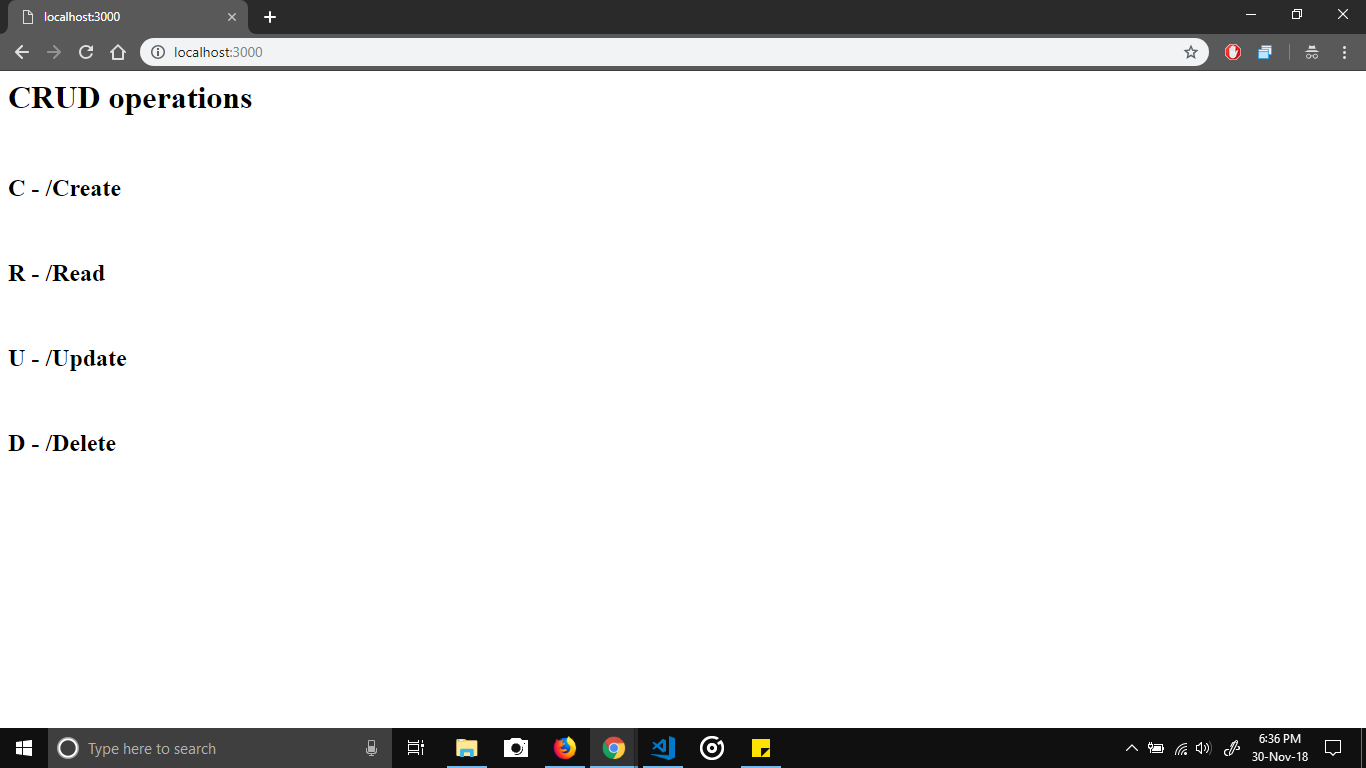 localhost:3000
localhost:3000
CRUD operations
C - /Create
R - /Read
U - /Update
D - /Delete
Type here to search
6:36 PM
30-Nov-18